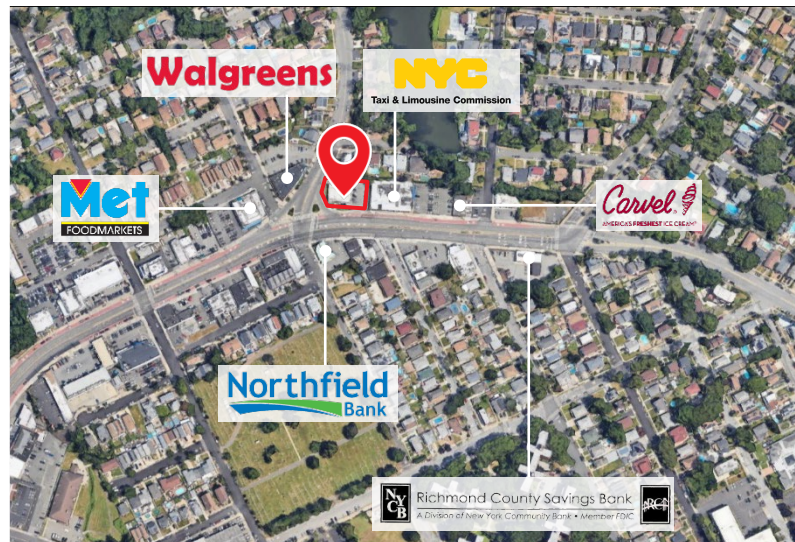 Walgreens
NYC
Taxi & Limousine Commission
Met
FOODMARKETS
Carvel
AMERICA'S FRESHEST ICE CREAM
Northfield
Bank
NYCB
Richmond County Savings Bank
A Division of New York Community Bank • Member FDIC